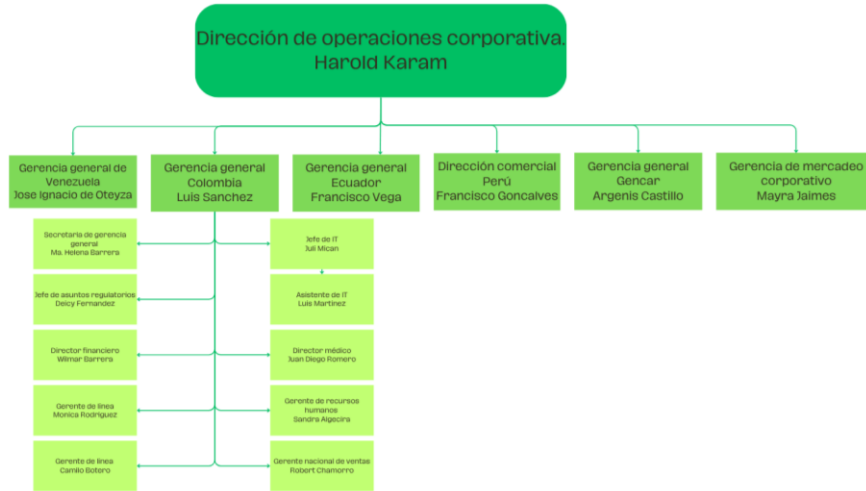 Dirección de operaciones corporativa.
Harold Karam
Gerencia general de
Venezuela
Jose Ignacio de Oteyza
Gerencia general
Colombia
Luis Sanchez
Gerencia general
Ecuador
Francisco Vega
Dirección comercial
Perú
Francisco Goncalves
Gerencia general
Gencar
Argenis Castillo
Gerencia de mercadeo
corporativo
Mayra Jaimes
Secretaria de gerencia
general
Ma. Helena Barrera
Jefe de IT
Juli Mican
Jefe de asuntos regulatorios
Deicy Fernandez
Asistente de IT
Luis Martínez
Director financiero
Wilmar Barrera
Director médico
Juan Diego Romero
Gerente de línea
Monica Rodriguez
Gerente de recursos
humanos
Sandra Algecira
Gerente de línea
Camilo Botero
Gerente nacional de ventas
Robert Chamorro